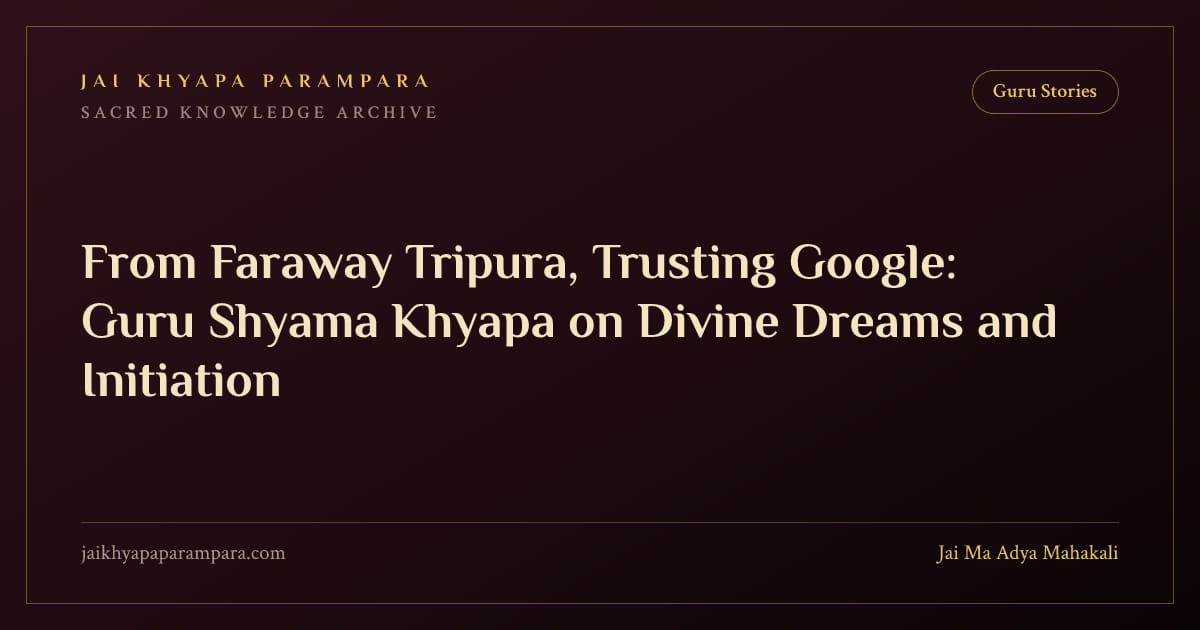 JAI KHYAPA PARAMPARA
SACRED KNOWLEDGE ARCHIVE
Guru Stories
From Faraway Tripura, Trusting Google:
Guru Shyama Khyapa on Divine Dreams and
Initiation
jaikhyapaparampara.com
Jai Ma Adya Mahakali